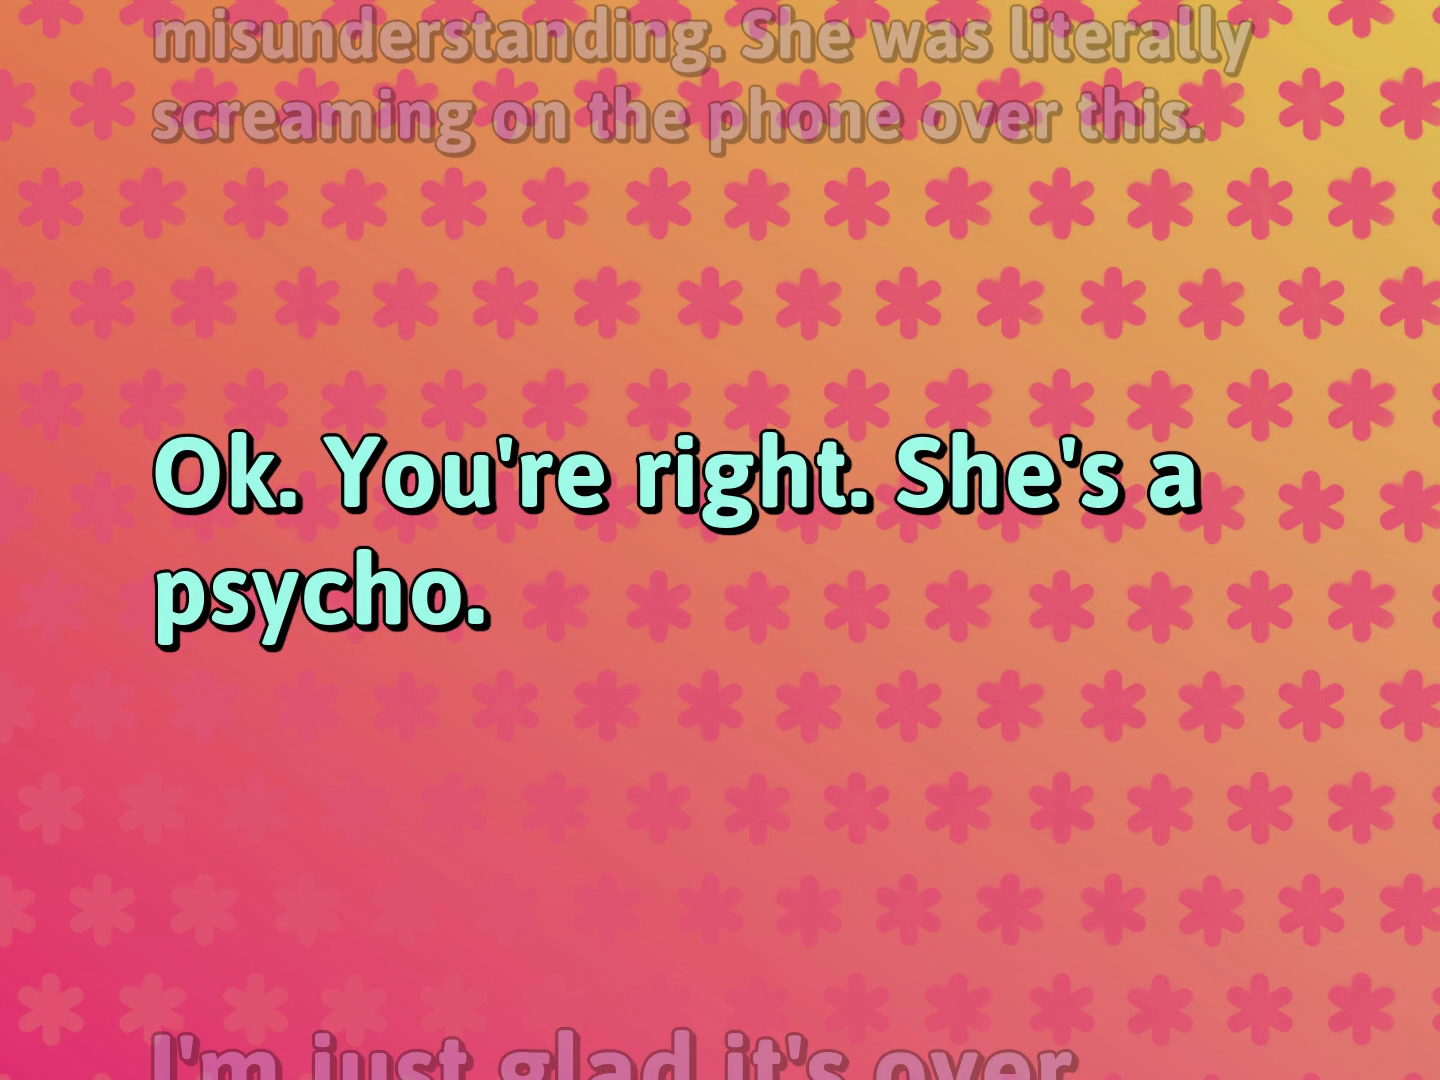 misunderstanding. She was literally
screaming on the phone over this.
Ok. You're right. She's a
psycho.
I'm just glad it's over